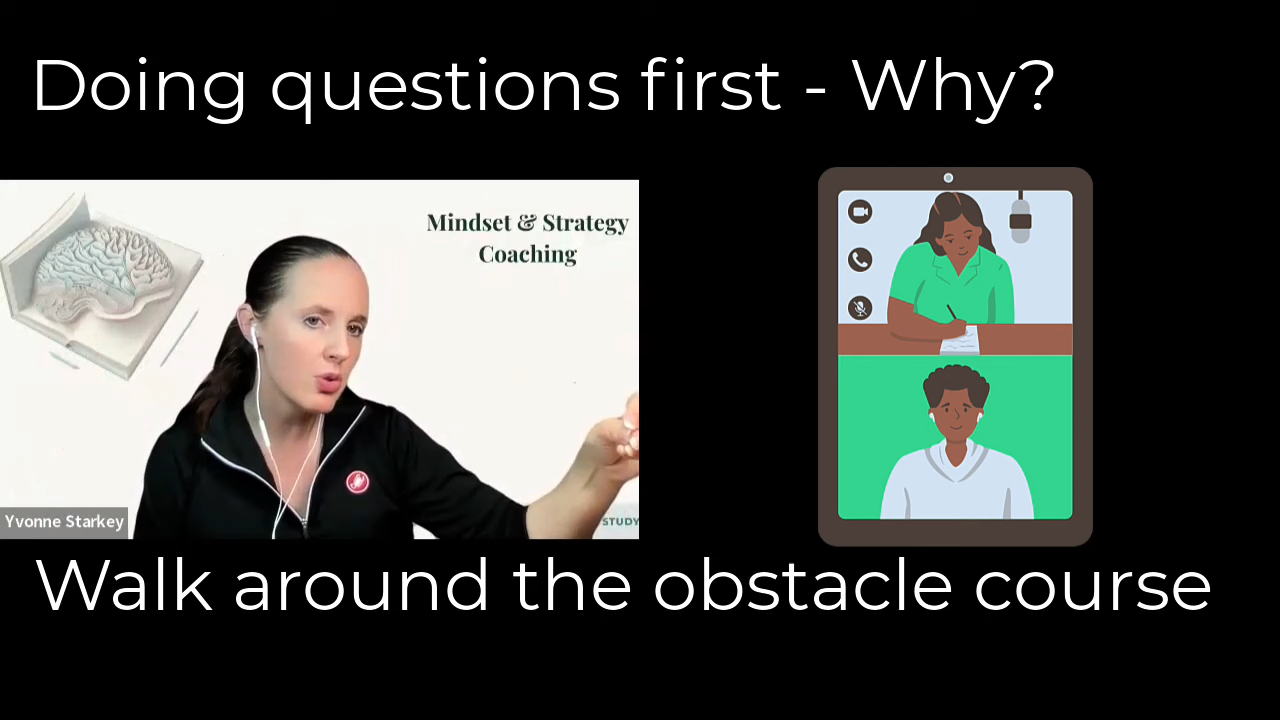 Doing questions first - Why?
Mindset & Strategy
Coaching
Yvonne Starkey
STUDY
Walk around the obstacle course